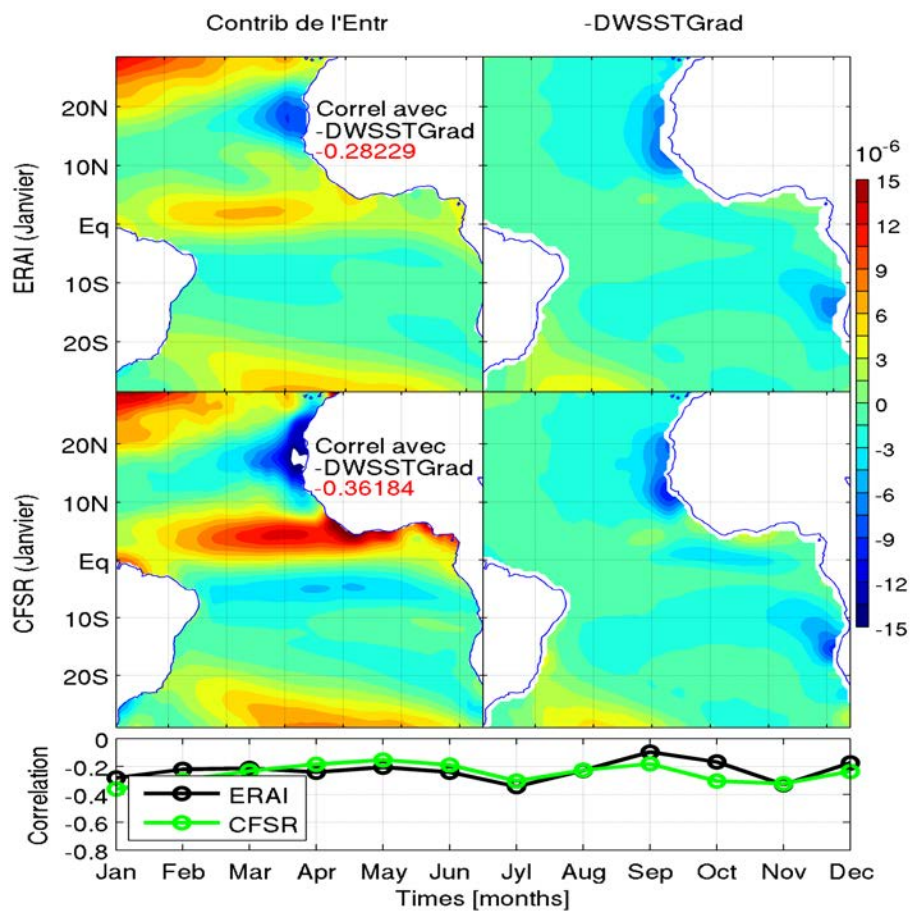 Contrib de l'Entr
-DWSSTGrad
ERAI (Janvier)
20N
10N
Eq
10S
20S
Correl avec
-DWSSTGrad
-0.28229
CFSR (Janvier)
20N
10N
Eq
10S
20S
Correl avec
-DWSSTGrad
-0.36184
10⁻⁶
15
9
6
3
0
-3
-6
-9
-12
-15
Correlation
0
-0.2
-0.4
-0.6
-0.8
ERAI
CFSR
Jan Feb Mar Apr May Jun Jyl Aug Sep Oct Nov Dec
Times [months]